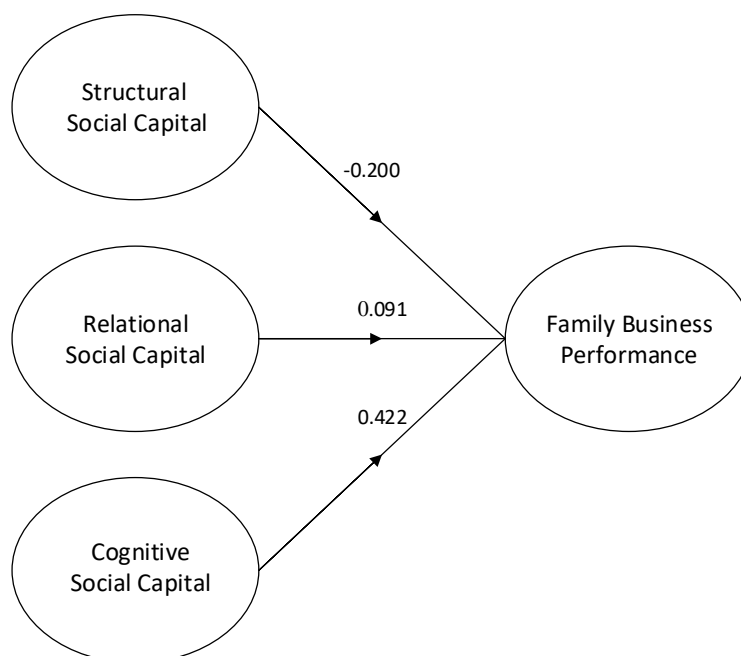 Structural
Social Capital
-0.200
Relational
Social Capital
0.091
Family Business
Performance
0.422
Cognitive
Social Capital